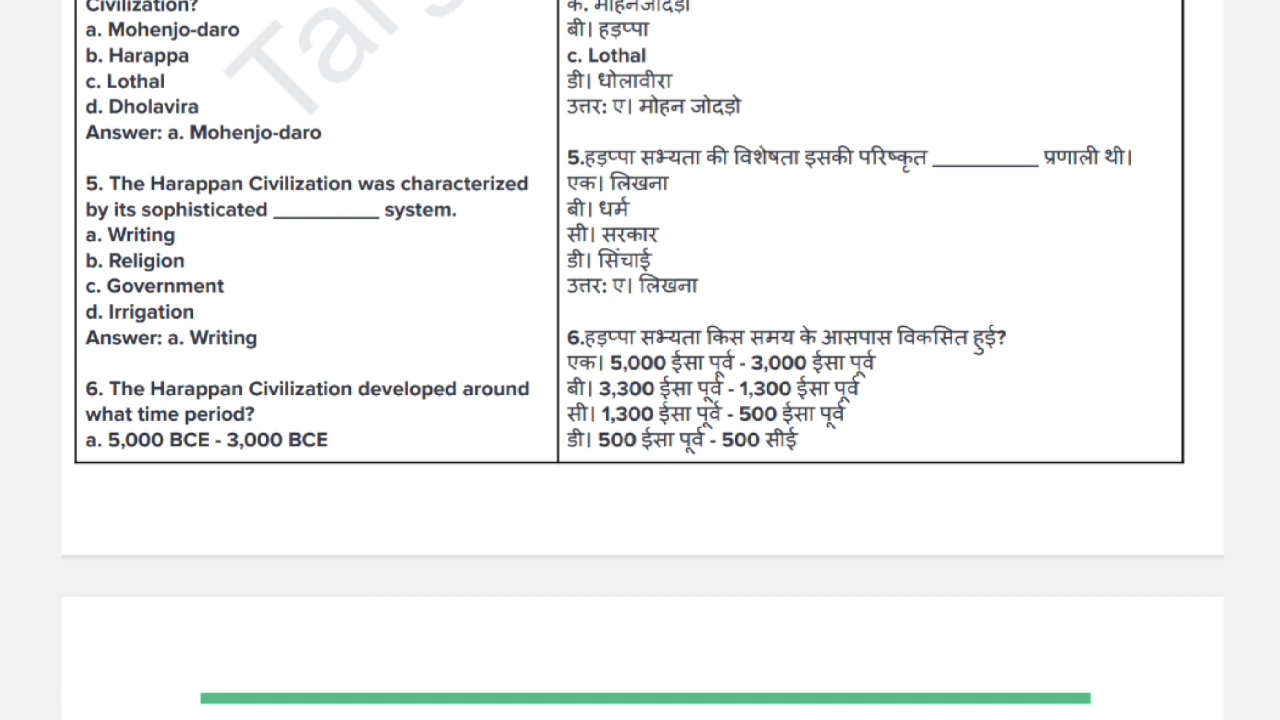 Civilization?
a. Mohenjo-daro
b. Harappa
c. Lothal
d. Dholavira
Answer: a. Mohenjo-daro
5. The Harappan Civilization was characterized
by its sophisticated __________ system.
a. Writing
b. Religion
c. Government
d. Irrigation
Answer: a. Writing
6. The Harappan Civilization developed around
what time period?
a. 5,000 BCE - 3,000 BCE
क. मोहनजोदड़ो
बी। हड़प्पा
c. Lothal
डी। धोलावीरा
उत्तर: ए। मोहन जोदड़ो
5.हड़प्पा सभ्यता की विशेषता इसकी परिष्कृत __________ प्रणाली थी।
एक। लिखना
बी। धर्म
सी। सरकार
डी। सिंचाई
उत्तर: ए। लिखना
6.हड़प्पा सभ्यता किस समय के आसपास विकसित हुई?
एक। 5,000 ईसा पूर्व - 3,000 ईसा पूर्व
बी। 3,300 ईसा पूर्व - 1,300 ईसा पूर्व
सी। 1,300 ईसा पूर्व - 500 ईसा पूर्व
डी। 500 ईसा पूर्व - 500 सीई